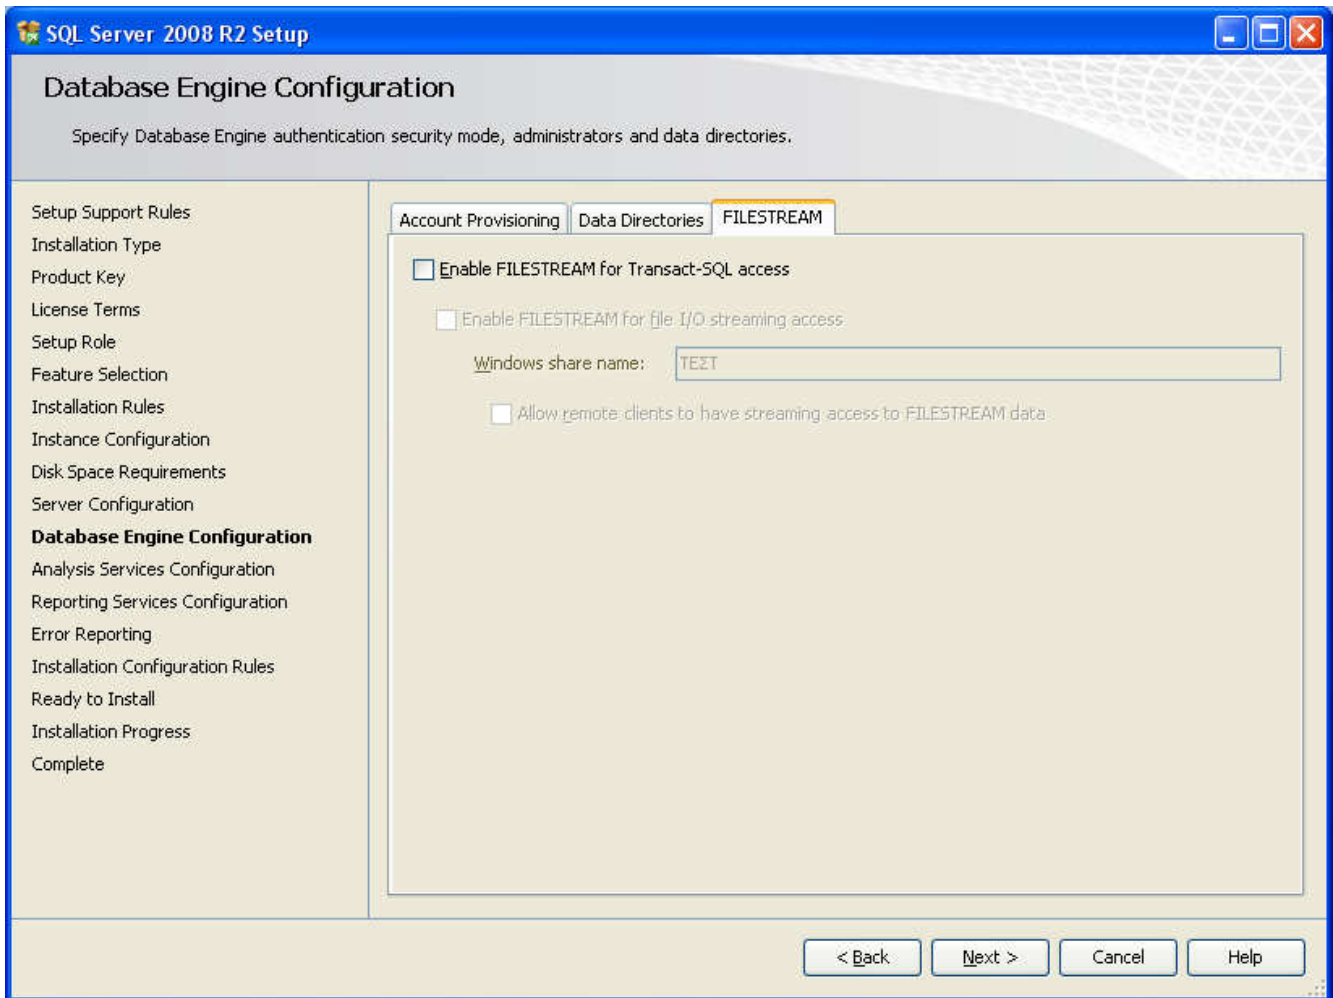 SQL Server 2008 R2 Setup
Database Engine Configuration
Specify Database Engine authentication security mode, administrators and data directories.
Setup Support Rules
Installation Type
Product Key
License Terms
Setup Role
Feature Selection
Installation Rules
Instance Configuration
Disk Space Requirements
Server Configuration
Database Engine Configuration
Analysis Services Configuration
Reporting Services Configuration
Error Reporting
Installation Configuration Rules
Ready to Install
Installation Progress
Complete
Account Provisioning Data Directories FILESTREAM
Enable FILESTREAM for Transact-SQL access
Enable FILESTREAM for file I/O streaming access
Windows share name: ΤΕΣΤ
Allow remote clients to have streaming access to FILESTREAM data
< Back Next > Cancel Help